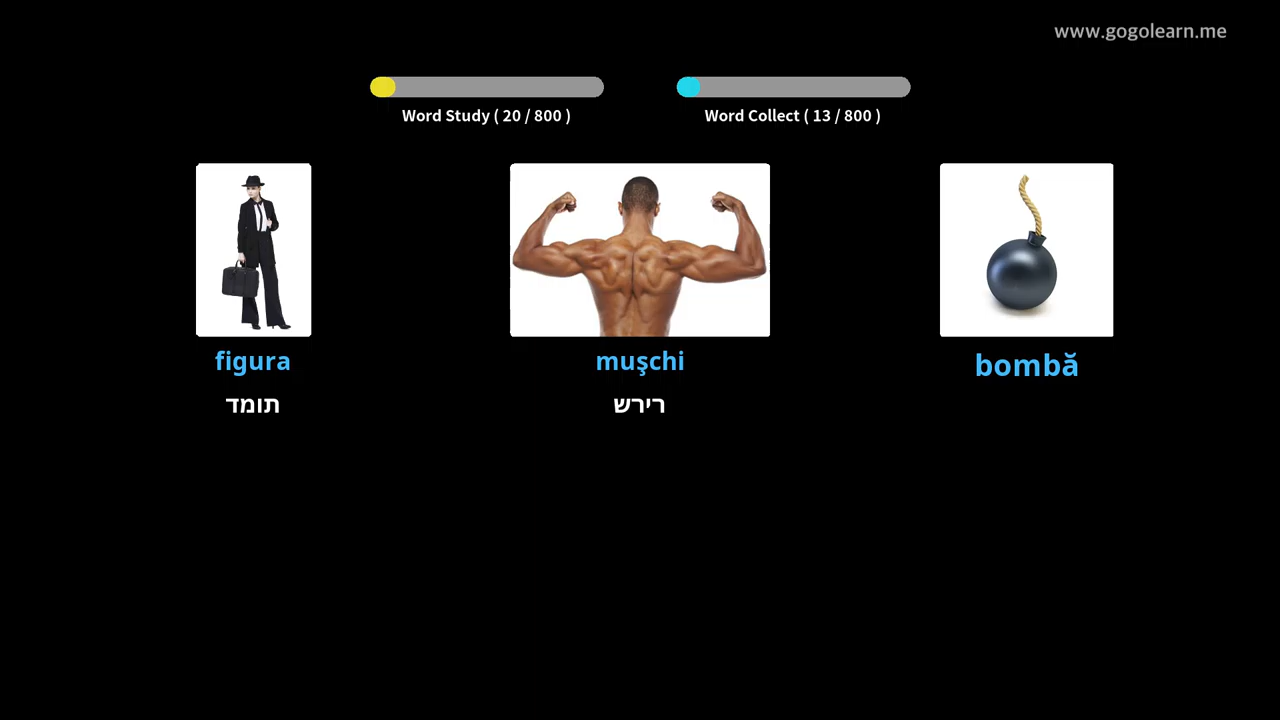 www.gogolearn.me
Word Study ( 20 / 800 )
Word Collect ( 13 / 800 )
figura
muşchi
bombă
תומד
רירש